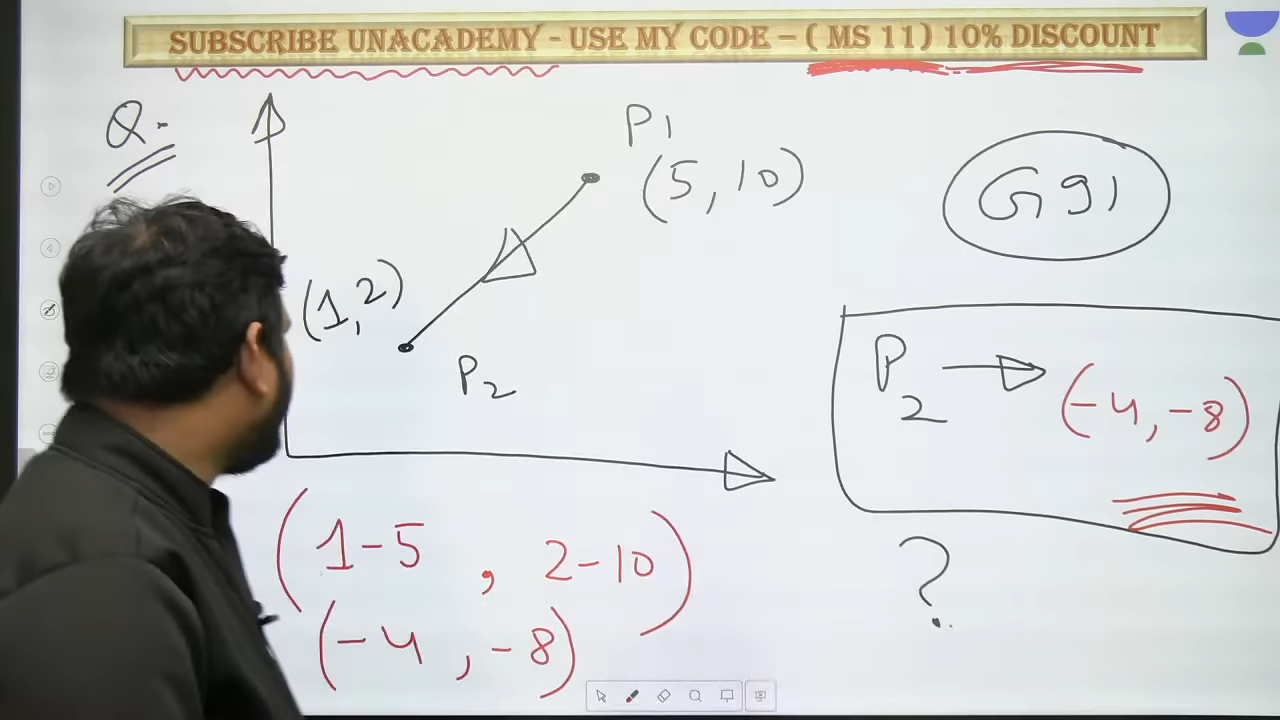 SUBSCRIBE UNACADEMY - USE MY CODE – ( MS 11) 10% DISCOUNT
Q.
P1
(5, 10)
G91
(1, 2)
P2
P2 → (-4, -8)
(1-5 , 2-10)
?
(-4 , -8)